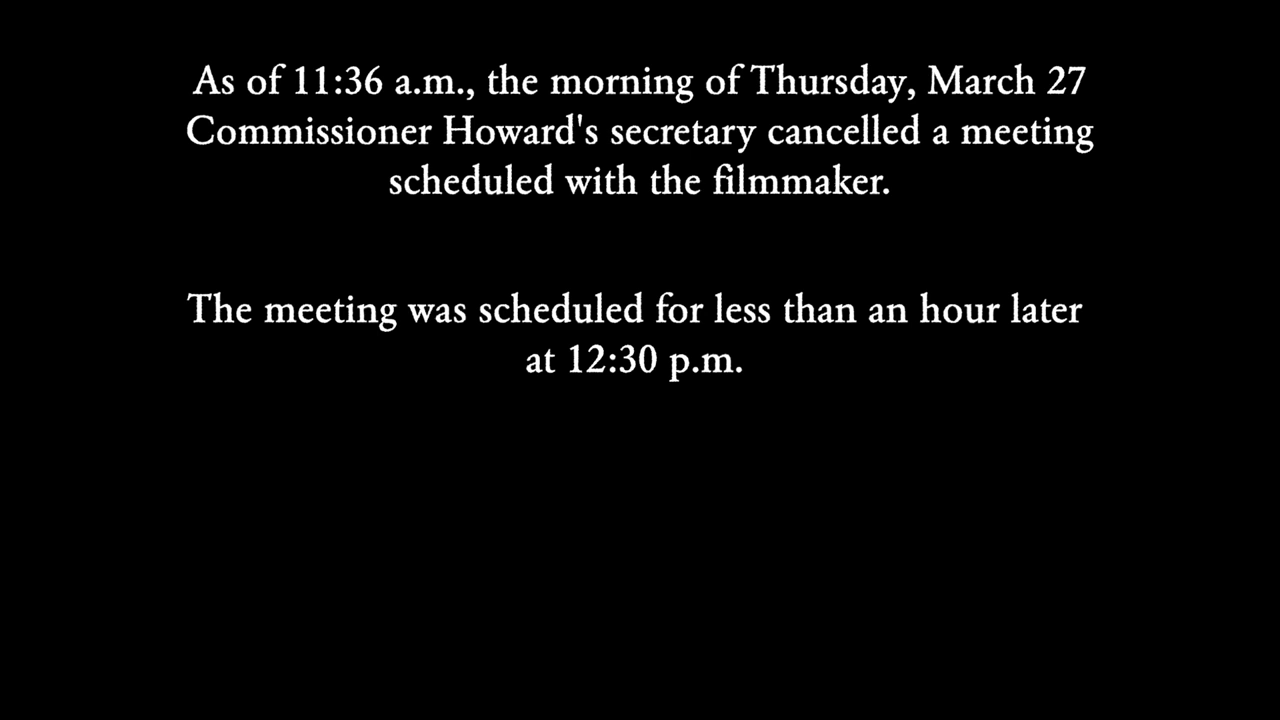 As of 11:36 a.m., the morning of Thursday, March 27
Commissioner Howard's secretary cancelled a meeting
scheduled with the filmmaker.
The meeting was scheduled for less than an hour later
at 12:30 p.m.